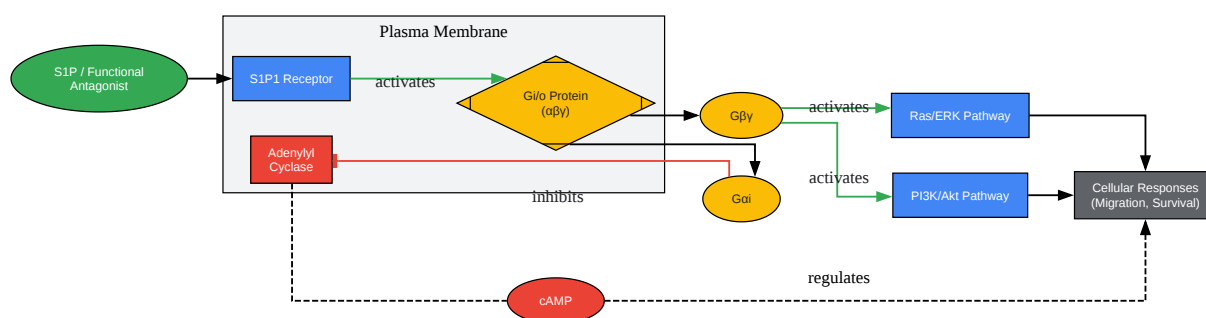 Plasma Membrane
S1P / Functional
Antagonist
S1P1 Receptor
activates
Gi/o Protein
(αβγ)
Gβγ
activates
Ras/ERK Pathway
Adenylyl
Cyclase
inhibits
Gαi
activates
PI3K/Akt Pathway
Cellular Responses
(Migration, Survival)
cAMP
regulates